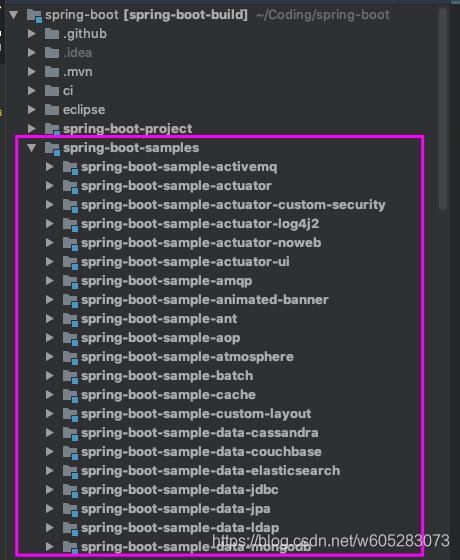 spring-boot [spring-boot-build] ~/Coding/spring-boot
.github
.idea
.mvn
ci
eclipse
spring-boot-project
spring-boot-samples
spring-boot-sample-activemq
spring-boot-sample-actuator
spring-boot-sample-actuator-custom-security
spring-boot-sample-actuator-log4j2
spring-boot-sample-actuator-noweb
spring-boot-sample-actuator-ui
spring-boot-sample-amqp
spring-boot-sample-animated-banner
spring-boot-sample-ant
spring-boot-sample-aop
spring-boot-sample-atmosphere
spring-boot-sample-batch
spring-boot-sample-cache
spring-boot-sample-custom-layout
spring-boot-sample-data-cassandra
spring-boot-sample-data-couchbase
spring-boot-sample-data-elasticsearch
spring-boot-sample-data-jdbc
spring-boot-sample-data-jpa
spring-boot-sample-data-ldap
spring-boot-sample-data-mongodb
https://blog.csdn.net/w605283073